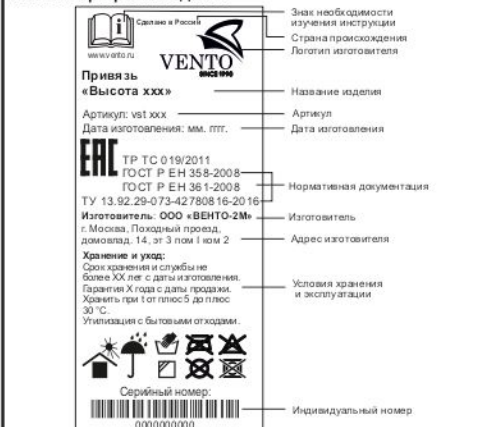 Сделано в России
Знак необходимости
изучения инструкции
Страна происхождения
Логотип изготовителя
www.vento.ru
VENTO
SINCE 1990
Привязь
«Высота xxx»
Название изделия
Артикул: vst xxx
Артикул
Дата изготовления: мм. гггг.
Дата изготовления
EAC
ТР ТС 019/2011
ГОСТ Р ЕН 358-2008
ГОСТ Р ЕН 361-2008
Нормативная документация
ТУ 13.92.29-073-42780816-2016
Изготовитель: ООО «ВЕНТО-2М»
Изготовитель
г. Москва, Походный проезд,
домовлад. 14, эт 3 пом I ком 2
Адрес изготовителя
Хранение и уход:
Срок хранения и службы не
более XX лет с даты изготовления.
Гарантия X года с даты продажи.
Хранить при t от плюс 5 до плюс
30 °С.
Утилизация с бытовыми отходами.
Условия хранения
и эксплуатации
Серийный номер:
Индивидуальный номер
0000000000